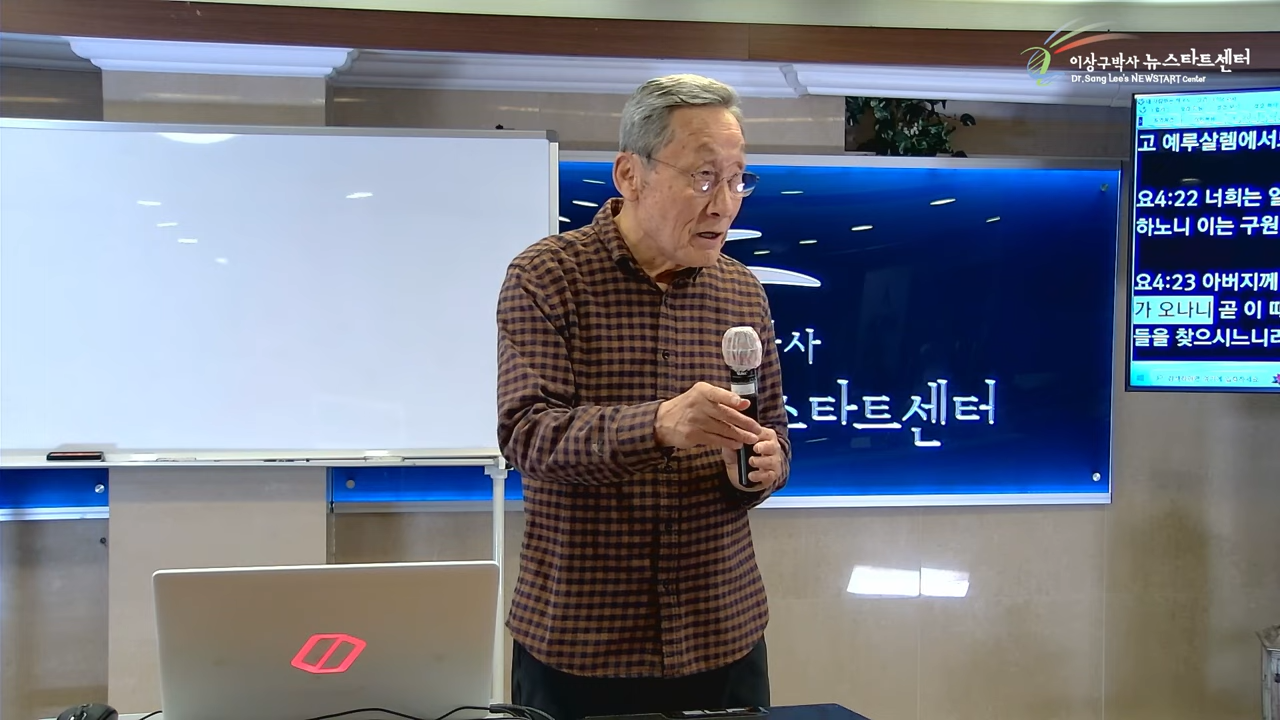 이상구박사 뉴스타트센터
Dr. Sang Lee's NEWSTART Center
고 예루살렘에서
요4:22 너희는
하노니 이는 구원
요4:23 아버지께
가 오나니 곧 이
들을 찾으시느니라
사
스타트센터